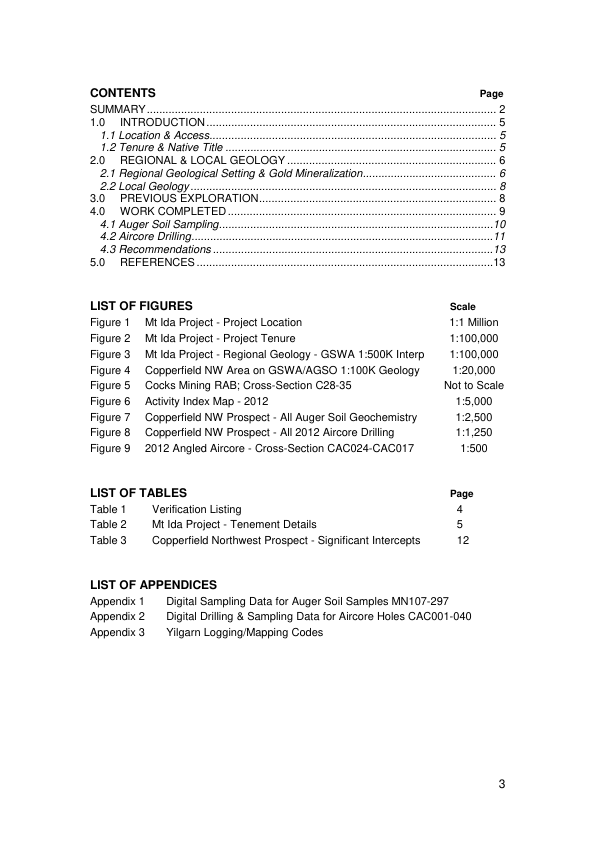 CONTENTS Page
SUMMARY 2
1.0 INTRODUCTION 5
1.1 Location & Access 5
1.2 Tenure & Native Title 5
2.0 REGIONAL & LOCAL GEOLOGY 6
2.1 Regional Geological Setting & Gold Mineralization 6
2.2 Local Geology 8
3.0 PREVIOUS EXPLORATION 8
4.0 WORK COMPLETED 9
4.1 Auger Soil Sampling 10
4.2 Aircore Drilling 11
4.3 Recommendations 13
5.0 REFERENCES 13
LIST OF FIGURES Scale
Figure 1 Mt Ida Project - Project Location 1:1 Million
Figure 2 Mt Ida Project - Project Tenure 1:100,000
Figure 3 Mt Ida Project - Regional Geology - GSWA 1:500K Interp 1:100,000
Figure 4 Copperfield NW Area on GSWA/AGSO 1:100K Geology 1:20,000
Figure 5 Cocks Mining RAB; Cross-Section C28-35 Not to Scale
Figure 6 Activity Index Map - 2012 1:5,000
Figure 7 Copperfield NW Prospect - All Auger Soil Geochemistry 1:2,500
Figure 8 Copperfield NW Prospect - All 2012 Aircore Drilling 1:1,250
Figure 9 2012 Angled Aircore - Cross-Section CAC024-CAC017 1:500
LIST OF TABLES Page
Table 1 Verification Listing 4
Table 2 Mt Ida Project - Tenement Details 5
Table 3 Copperfield Northwest Prospect - Significant Intercepts 12
LIST OF APPENDICES
Appendix 1 Digital Sampling Data for Auger Soil Samples MN107-297
Appendix 2 Digital Drilling & Sampling Data for Aircore Holes CAC001-040
Appendix 3 Yilgarn Logging/Mapping Codes
3